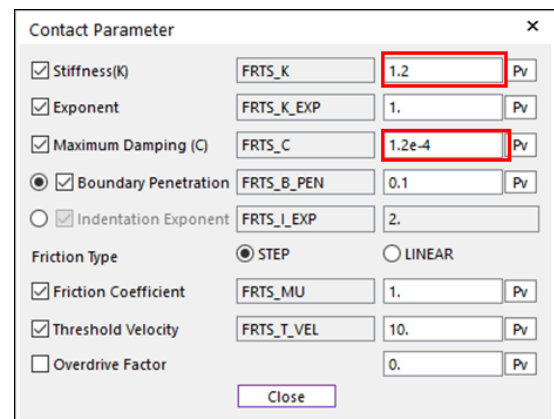 Contact Parameter ×
Stiffness(K) FRTS_K 1.2 Pv
Exponent FRTS_K_EXP 1. Pv
Maximum Damping (C) FRTS_C 1.2e-4 Pv
Boundary Penetration FRTS_B_PEN 0.1 Pv
Indentation Exponent FRTS_I_EXP 2.
Friction Type STEP LINEAR
Friction Coefficient FRTS_MU 1. Pv
Threshold Velocity FRTS_T_VEL 10. Pv
Overdrive Factor 0. Pv
Close